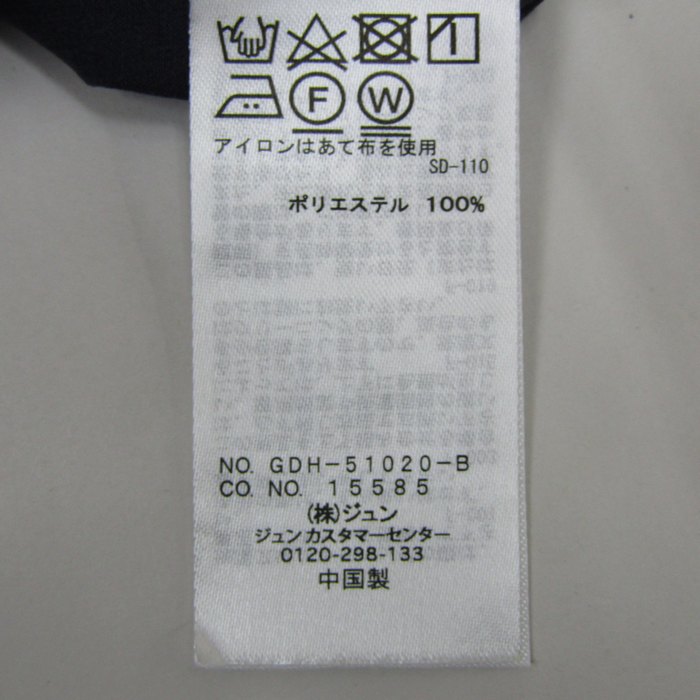 F W
アイロンはあて布を使用
SD-110
ポリエステル 100%
NO. GDH-51020-B
CO. NO. 15585
(株)ジュン
ジュンカスタマーセンター
0120-298-133
中国製